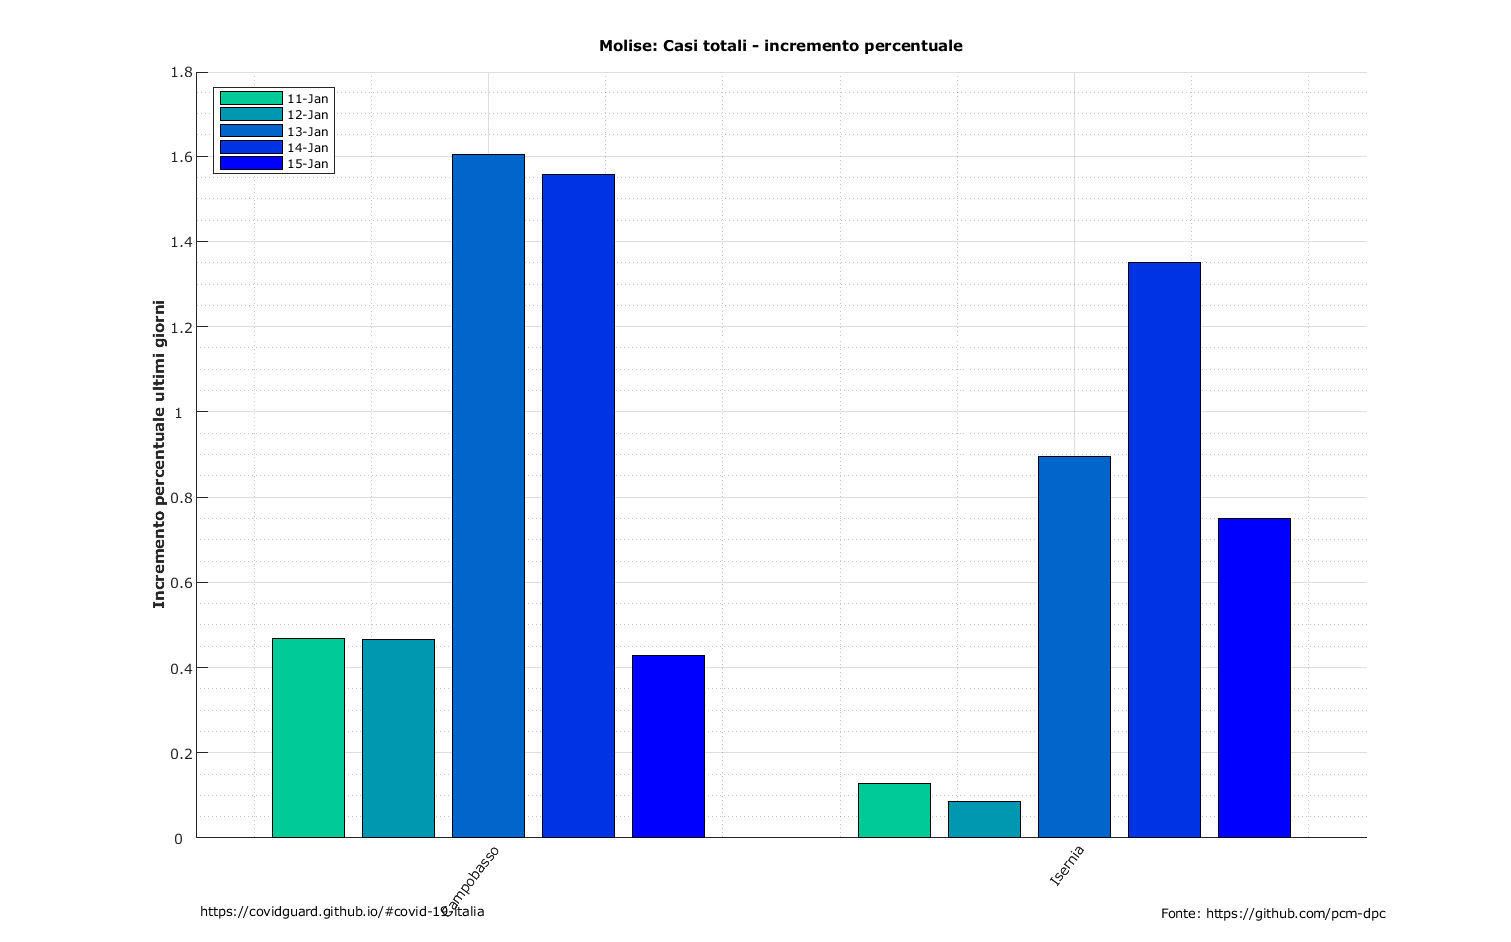 Molise: Casi totali - incremento percentuale
Incremento percentuale ultimi giorni
1.8
1.6
1.4
1.2
1
0.8
0.6
0.4
0.2
0
11-Jan
12-Jan
13-Jan
14-Jan
15-Jan
Campobasso
Isernia
https://covidguard.github.io/#covid-19-italia
Fonte: https://github.com/pcm-dpc